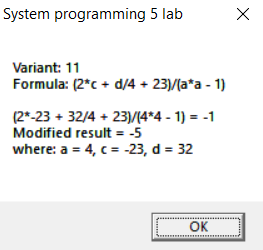 System programming 5 lab
Variant: 11
Formula: (2*c + d/4 + 23)/(a*a - 1)
(2*-23 + 32/4 + 23)/(4*4 - 1) = -1
Modified result = -5
where: a = 4, c = -23, d = 32
OK